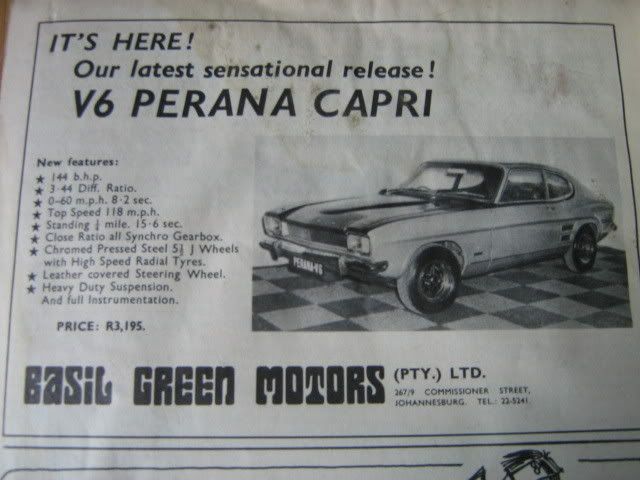 IT'S HERE!
Our latest sensational release!
V6 PERANA CAPRI
New features:
★ 144 b.h.p.
★ 3·44 Diff. Ratio.
★ 0-60 m.p.h. 8·2 sec.
★ Top Speed 118 m.p.h.
★ Standing ¼ mile. 15·6 sec.
★ Close Ratio all Synchro Gearbox.
★ Chromed Pressed Steel 5½ J Wheels
with High Speed Radial Tyres.
★ Leather covered Steering Wheel.
★ Heavy Duty Suspension.
And full Instrumentation.
PRICE: R3,195.
PERANA-V6
BASIL GREEN MOTORS (PTY.) LTD.
267/9 COMMISSIONER STREET,
JOHANNESBURG. TEL.: 22-5241.